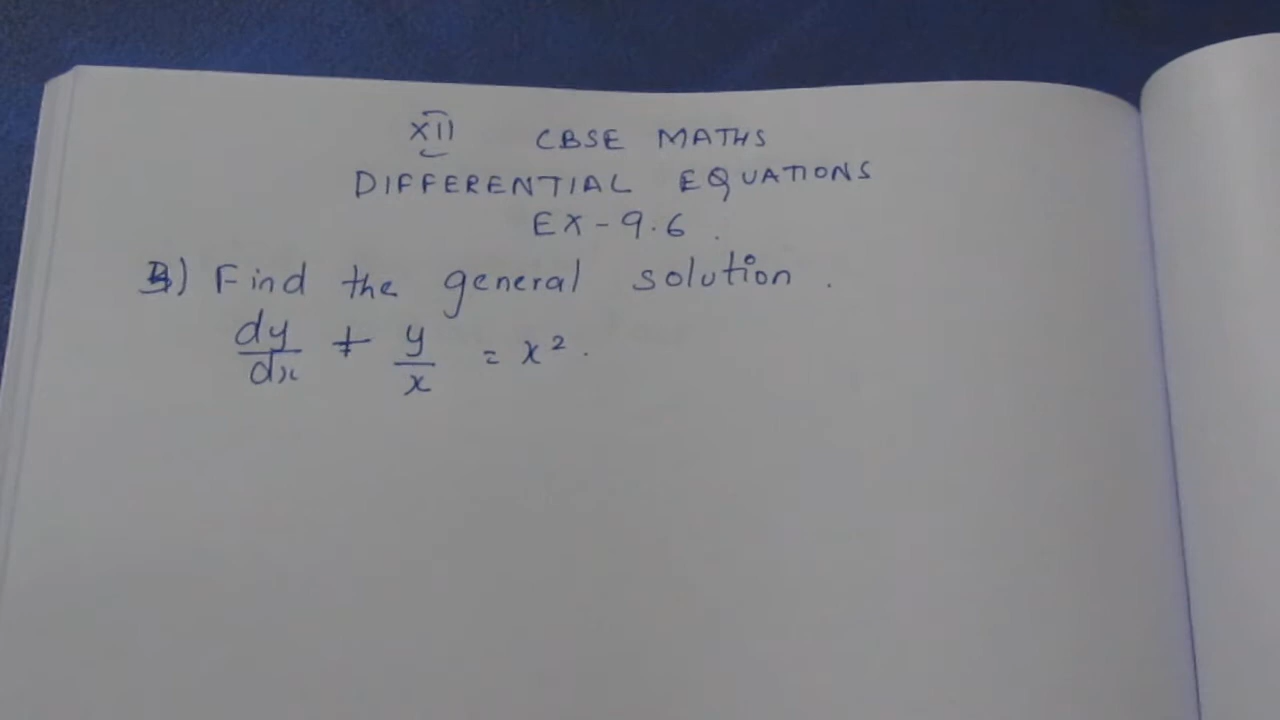 XII CBSE MATHS
DIFFERENTIAL EQUATIONS
EX-9.6.
3) Find the general solution.
dy/dx + y/x = x².